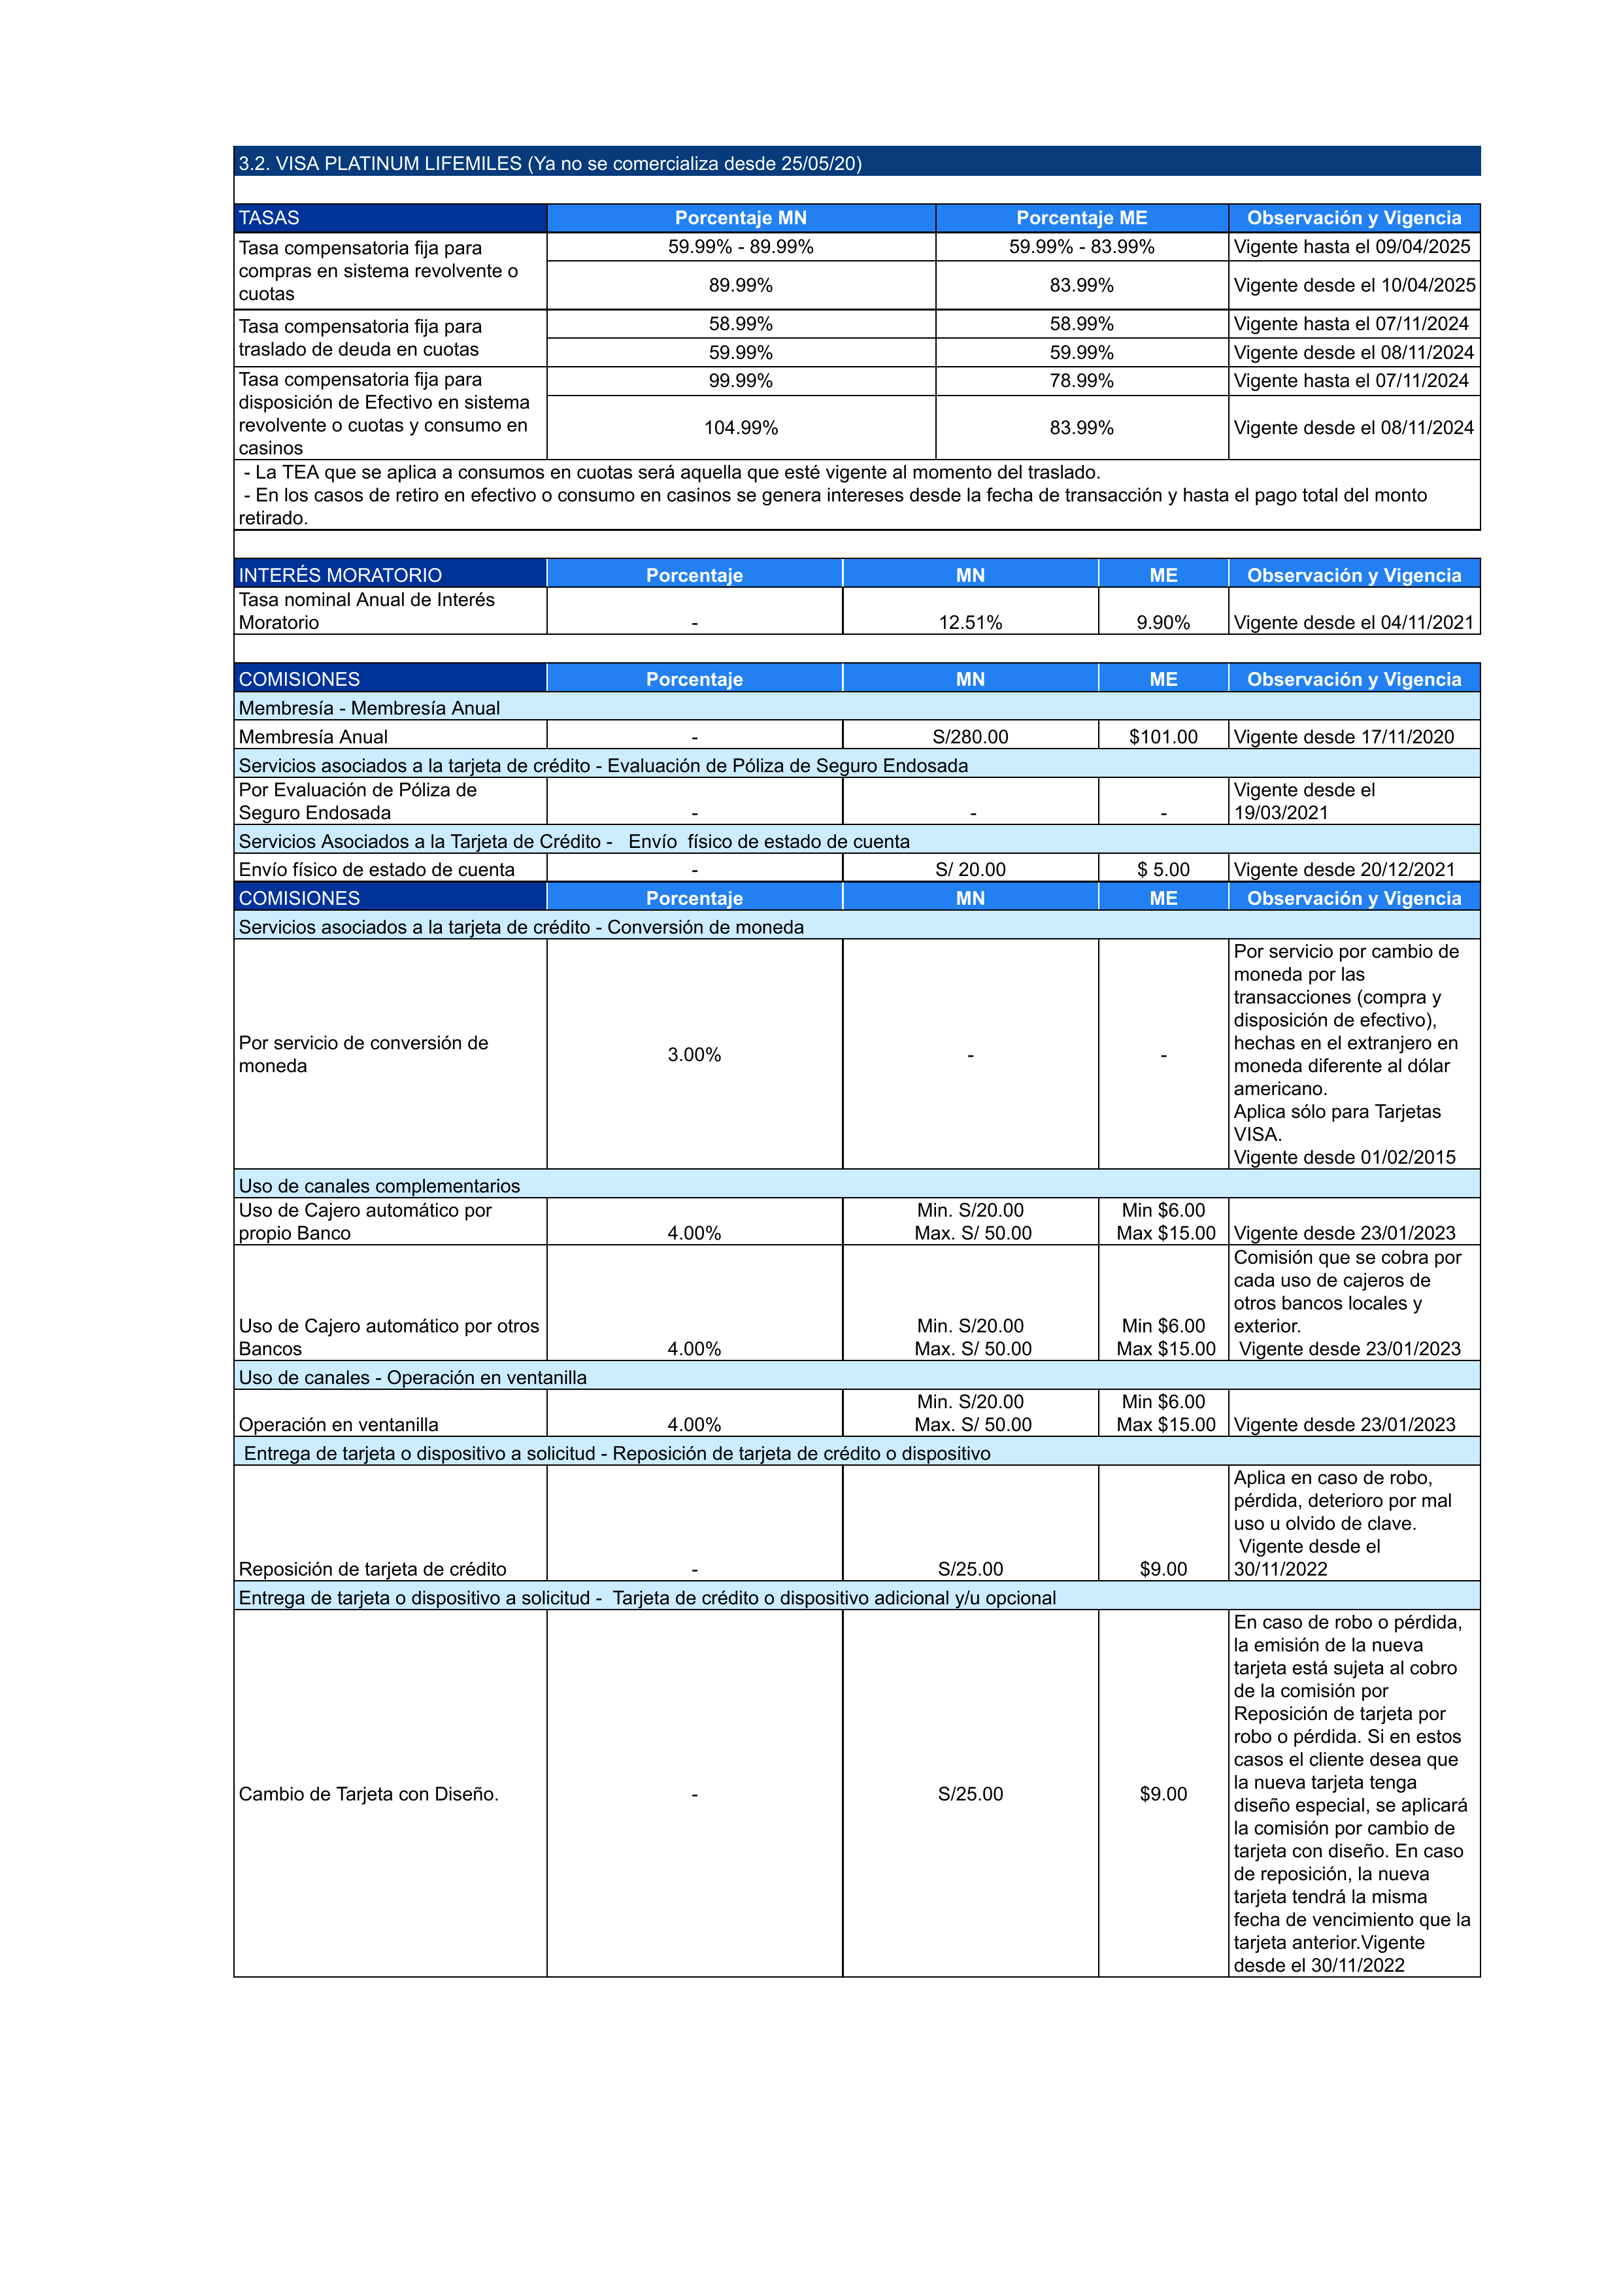 3.2. VISA PLATINUM LIFEMILES (Ya no se comercializa desde 25/05/20)
TASAS Porcentaje MN Porcentaje ME Observación y Vigencia
Tasa compensatoria fija para
compras en sistema revolvente o
cuotas
59.99% - 89.99% 59.99% - 83.99% Vigente hasta el 09/04/2025
89.99% 83.99% Vigente desde el 10/04/2025
Tasa compensatoria fija para
traslado de deuda en cuotas
58.99% 58.99% Vigente hasta el 07/11/2024
59.99% 59.99% Vigente desde el 08/11/2024
Tasa compensatoria fija para
disposición de Efectivo en sistema
revolvente o cuotas y consumo en
casinos
99.99% 78.99% Vigente hasta el 07/11/2024
104.99% 83.99% Vigente desde el 08/11/2024
- La TEA que se aplica a consumos en cuotas será aquella que esté vigente al momento del traslado.
- En los casos de retiro en efectivo o consumo en casinos se genera intereses desde la fecha de transacción y hasta el pago total del monto
retirado.
INTERÉS MORATORIO Porcentaje MN ME Observación y Vigencia
Tasa nominal Anual de Interés
Moratorio - 12.51% 9.90% Vigente desde el 04/11/2021
COMISIONES Porcentaje MN ME Observación y Vigencia
Membresía - Membresía Anual
Membresía Anual - S/280.00 $101.00 Vigente desde 17/11/2020
Servicios asociados a la tarjeta de crédito - Evaluación de Póliza de Seguro Endosada
Por Evaluación de Póliza de
Seguro Endosada - - -
Vigente desde el
19/03/2021
Servicios Asociados a la Tarjeta de Crédito - Envío físico de estado de cuenta
Envío físico de estado de cuenta - S/ 20.00 $ 5.00 Vigente desde 20/12/2021
COMISIONES Porcentaje MN ME Observación y Vigencia
Servicios asociados a la tarjeta de crédito - Conversión de moneda
Por servicio de conversión de
moneda
3.00% - -
Por servicio por cambio de
moneda por las
transacciones (compra y
disposición de efectivo),
hechas en el extranjero en
moneda diferente al dólar
americano.
Aplica sólo para Tarjetas
VISA.
Vigente desde 01/02/2015
Uso de canales complementarios
Uso de Cajero automático por
propio Banco
4.00%
Min. S/20.00
Max. S/ 50.00
Min $6.00
Max $15.00
Vigente desde 23/01/2023
Uso de Cajero automático por otros
Bancos
4.00%
Min. S/20.00
Max. S/ 50.00
Min $6.00
Max $15.00
Comisión que se cobra por
cada uso de cajeros de
otros bancos locales y
exterior.
Vigente desde 23/01/2023
Uso de canales - Operación en ventanilla
Operación en ventanilla
4.00%
Min. S/20.00
Max. S/ 50.00
Min $6.00
Max $15.00
Vigente desde 23/01/2023
Entrega de tarjeta o dispositivo a solicitud - Reposición de tarjeta de crédito o dispositivo
Reposición de tarjeta de crédito - S/25.00 $9.00
Aplica en caso de robo,
pérdida, deterioro por mal
uso u olvido de clave.
Vigente desde el
30/11/2022
Entrega de tarjeta o dispositivo a solicitud - Tarjeta de crédito o dispositivo adicional y/u opcional
Cambio de Tarjeta con Diseño. - S/25.00 $9.00
En caso de robo o pérdida,
la emisión de la nueva
tarjeta está sujeta al cobro
de la comisión por
Reposición de tarjeta por
robo o pérdida. Si en estos
casos el cliente desea que
la nueva tarjeta tenga
diseño especial, se aplicará
la comisión por cambio de
tarjeta con diseño. En caso
de reposición, la nueva
tarjeta tendrá la misma
fecha de vencimiento que la
tarjeta anterior.Vigente
desde el 30/11/2022